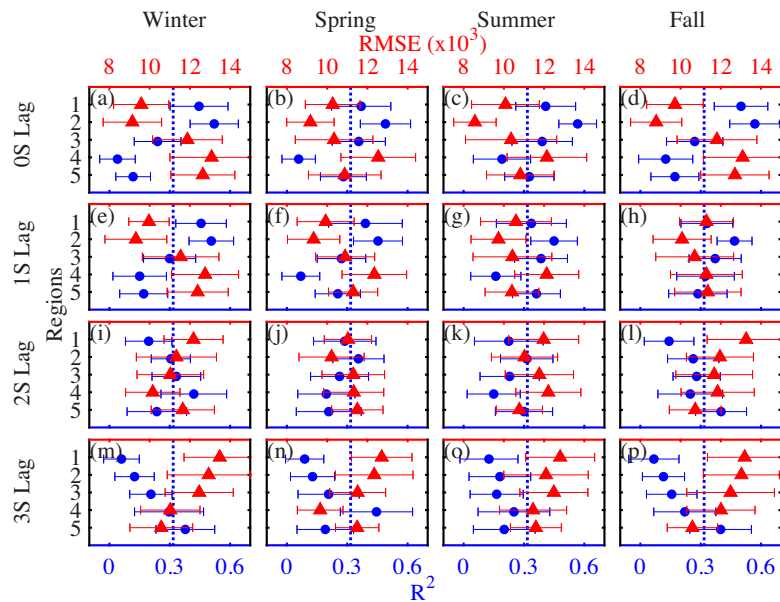 Winter Spring Summer Fall
RMSE (x10³)
8 10 12 14 8 10 12 14 8 10 12 14 8 10 12 14
0S Lag
(a) (b) (c) (d)
1
2
3
4
5
1S Lag
(e) (f) (g) (h)
1
2
3
4
5
Regions
2S Lag
(i) (j) (k) (l)
1
2
3
4
5
3S Lag
(m) (n) (o) (p)
1
2
3
4
5
0 0.3 0.6 0 0.3 0.6 0 0.3 0.6 0 0.3 0.6
R²